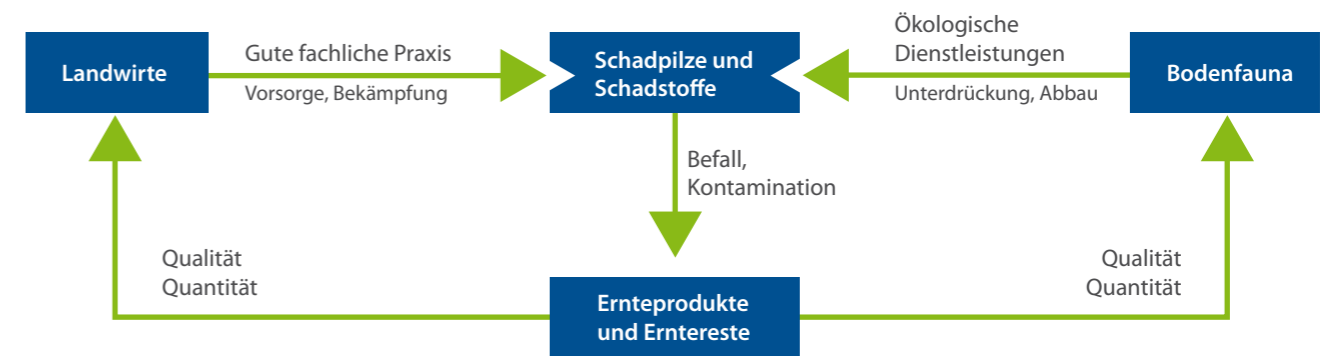 Landwirte
Gute fachliche Praxis
Vorsorge, Bekämpfung
Schadpilze und
Schadstoffe
Ökologische
Dienstleistungen
Unterdrückung, Abbau
Bodenfauna
Befall,
Kontamination
Qualität
Quantität
Qualität
Quantität
Ernteprodukte
und Erntereste